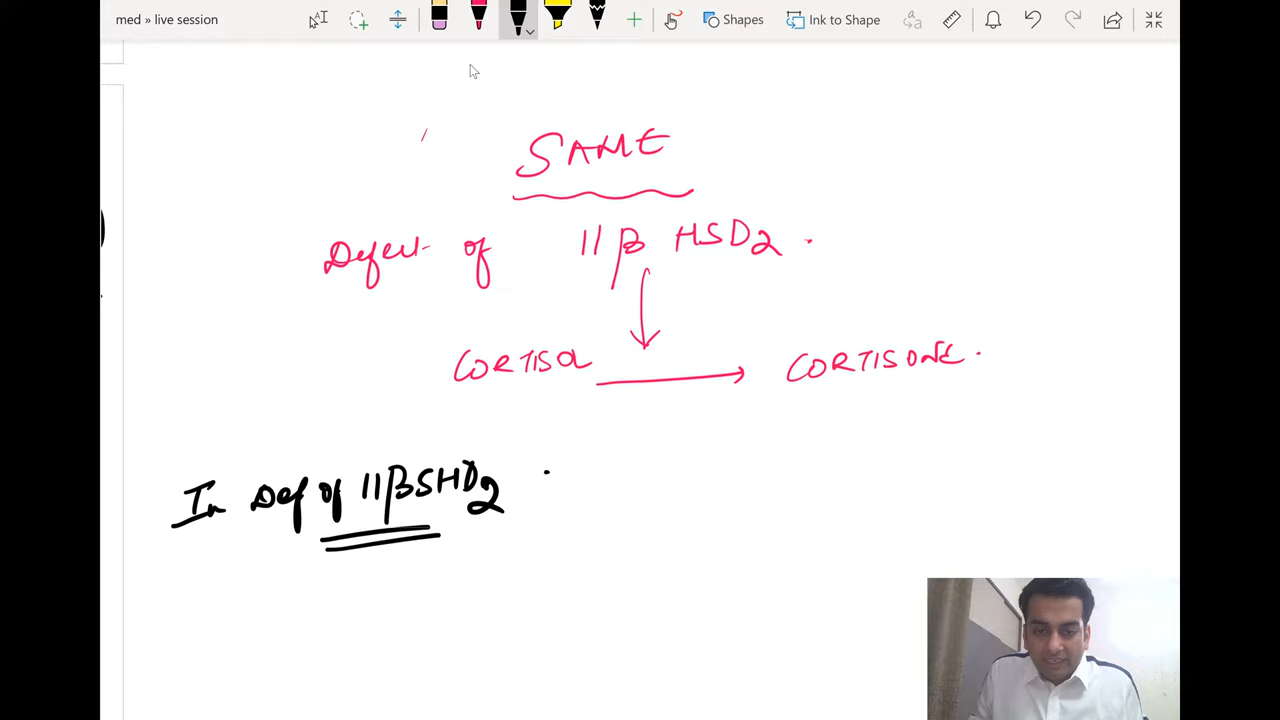 med » live session
Shapes
Ink to Shape
SAME
Defect of 11β HSD2.
CORTISOL → CORTISONE.
In Def of 11βSHD2